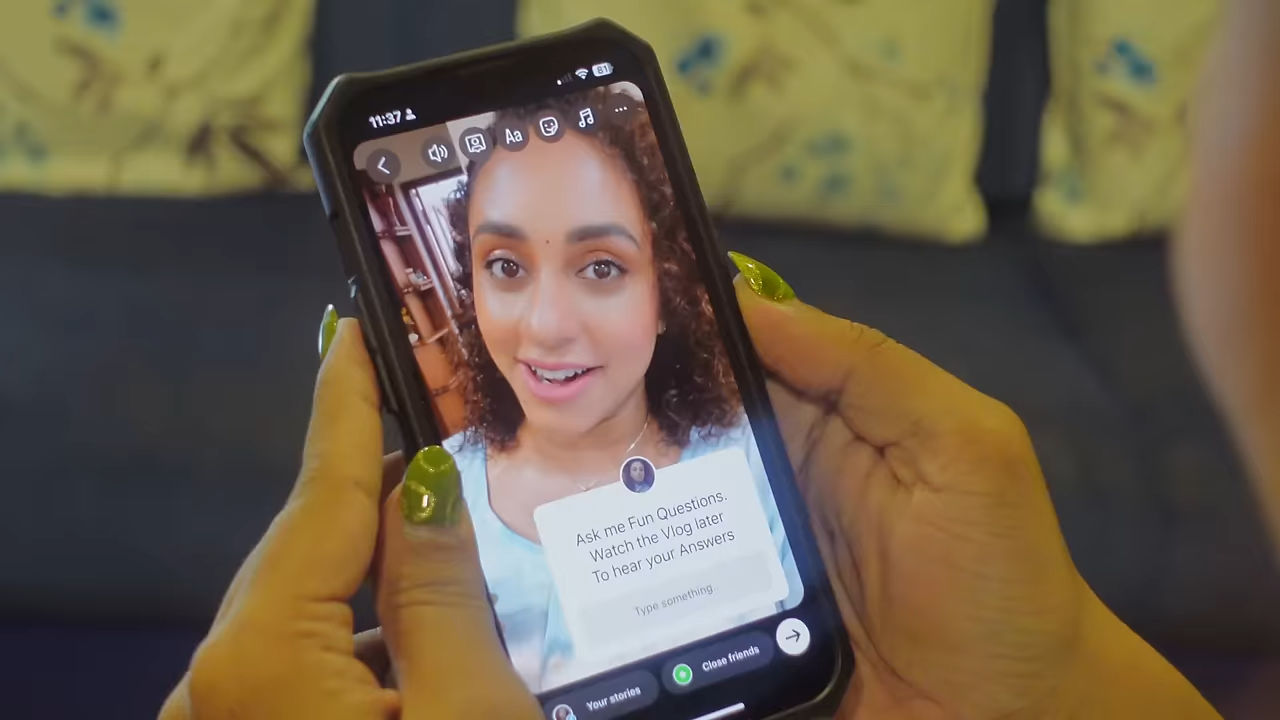 11:37
61
Aa
Ask me Fun Questions.
Watch the Vlog later
To hear your Answers
Type something
Your stories
Close friends